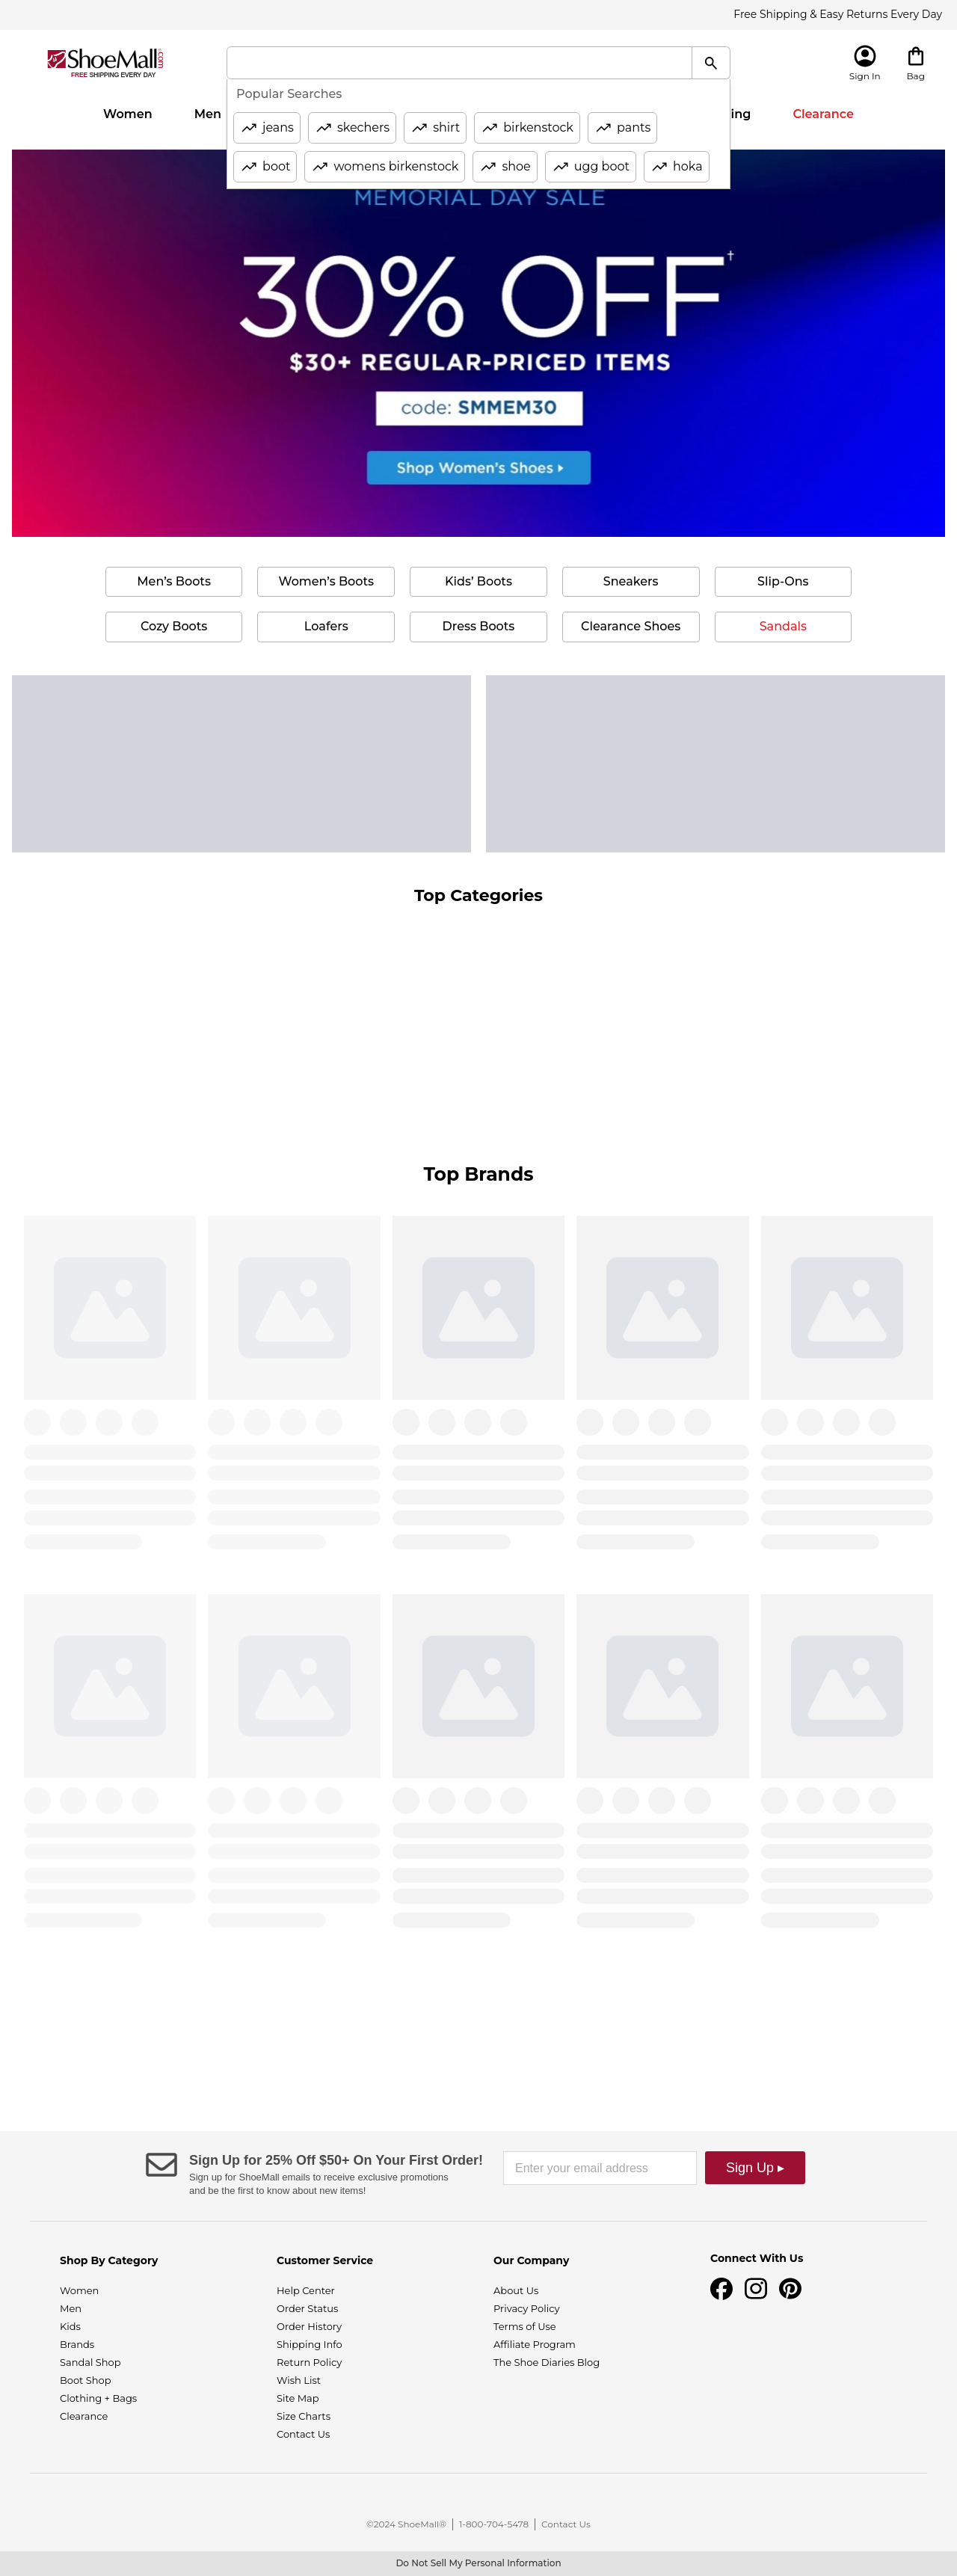 Free Shipping & Easy Returns Every Day
ShoeMall.com
FREE SHIPPING EVERY DAY
Sign In
Bag
Popular Searches
Women
Men
ing
Clearance
jeans
skechers
shirt
birkenstock
pants
boot
womens birkenstock
shoe
ugg boot
hoka
MEMORIAL DAY SALE
30% OFF†
$30+ REGULAR-PRICED ITEMS
code: SMMEM30
Shop Women's Shoes
Men's Boots
Women's Boots
Kids' Boots
Sneakers
Slip-Ons
Cozy Boots
Loafers
Dress Boots
Clearance Shoes
Sandals
Top Categories
Top Brands
Sign Up for 25% Off $50+ On Your First Order!
Sign up for ShoeMall emails to receive exclusive promotions
and be the first to know about new items!
Enter your email address
Sign Up ▸
Shop By Category
Women
Men
Kids
Brands
Sandal Shop
Boot Shop
Clothing + Bags
Clearance
Customer Service
Help Center
Order Status
Order History
Shipping Info
Return Policy
Wish List
Site Map
Size Charts
Contact Us
Our Company
About Us
Privacy Policy
Terms of Use
Affiliate Program
The Shoe Diaries Blog
Connect With Us
©2024 ShoeMall® | 1-800-704-5478 | Contact Us
Do Not Sell My Personal Information